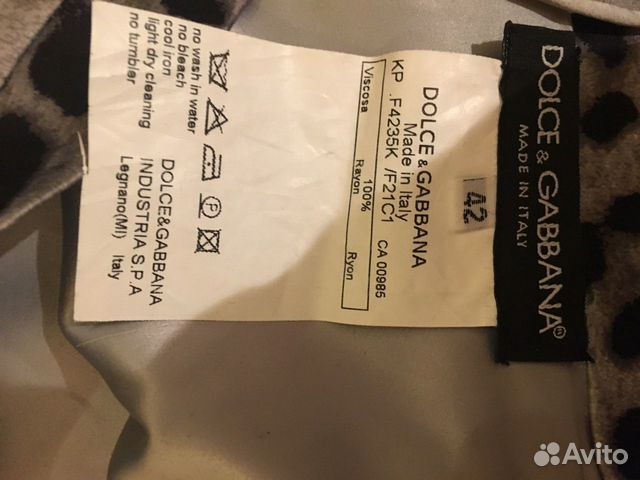 DOLCE & GABBANA®
MADE IN ITALY
42
DOLCE & GABBANA
Made in Italy
KP .F4235K /F21C1
CA 00985
100%
Viscosa Rayon Ryon
no wash in water
no bleach
cool iron
light dry cleaning
no tumbler
P
DOLCE&GABBANA
INDUSTRIA S.P.A
Legnano(MI) Italy
Avito